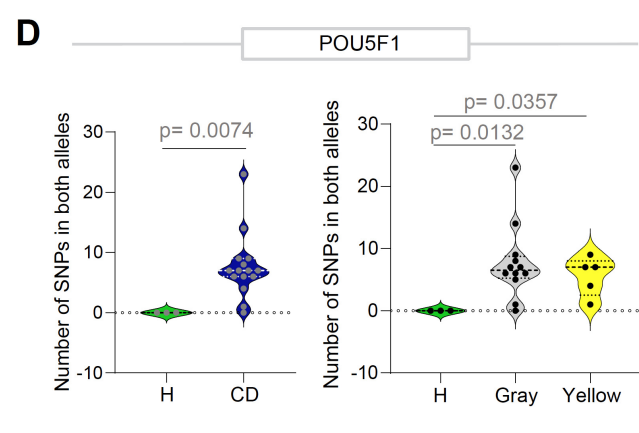 D
POU5F1
Number of SNPs in both alleles
30
20
10
0
-10
p= 0.0074
H CD
Number of SNPs in both alleles
30
20
10
0
-10
p= 0.0357
p= 0.0132
H Gray Yellow